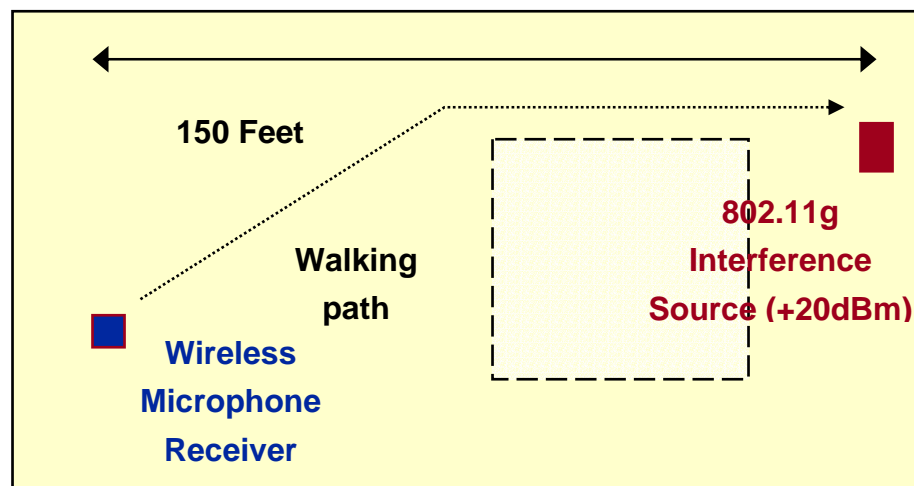 150 Feet
Walking
path
802.11g
Interference
Source (+20dBm)
Wireless
Microphone
Receiver